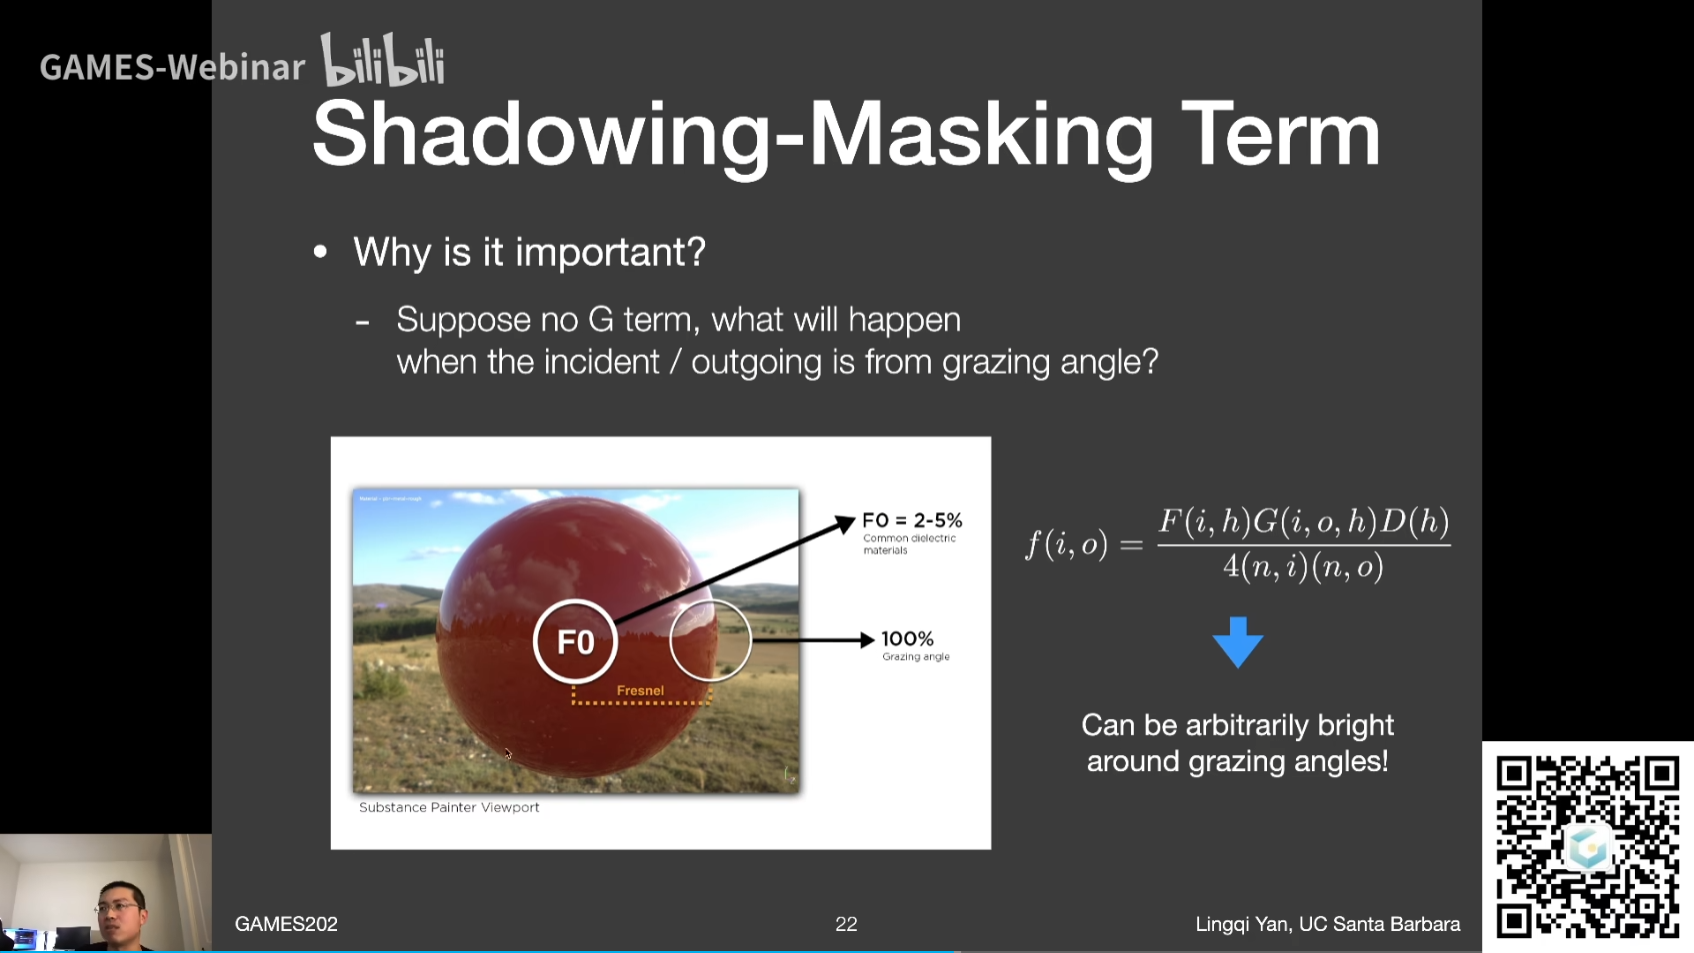 GAMES-Webinar bilibili
Shadowing-Masking Term
• Why is it important?
- Suppose no G term, what will happen
when the incident / outgoing is from grazing angle?
F0 = 2-5%
Common dielectric
materials
F0
100%
Grazing angle
Fresnel
Substance Painter Viewport
f(i, o) = F(i, h)G(i, o, h)D(h) / 4(n, i)(n, o)
Can be arbitrarily bright
around grazing angles!
GAMES202
22
Lingqi Yan, UC Santa Barbara